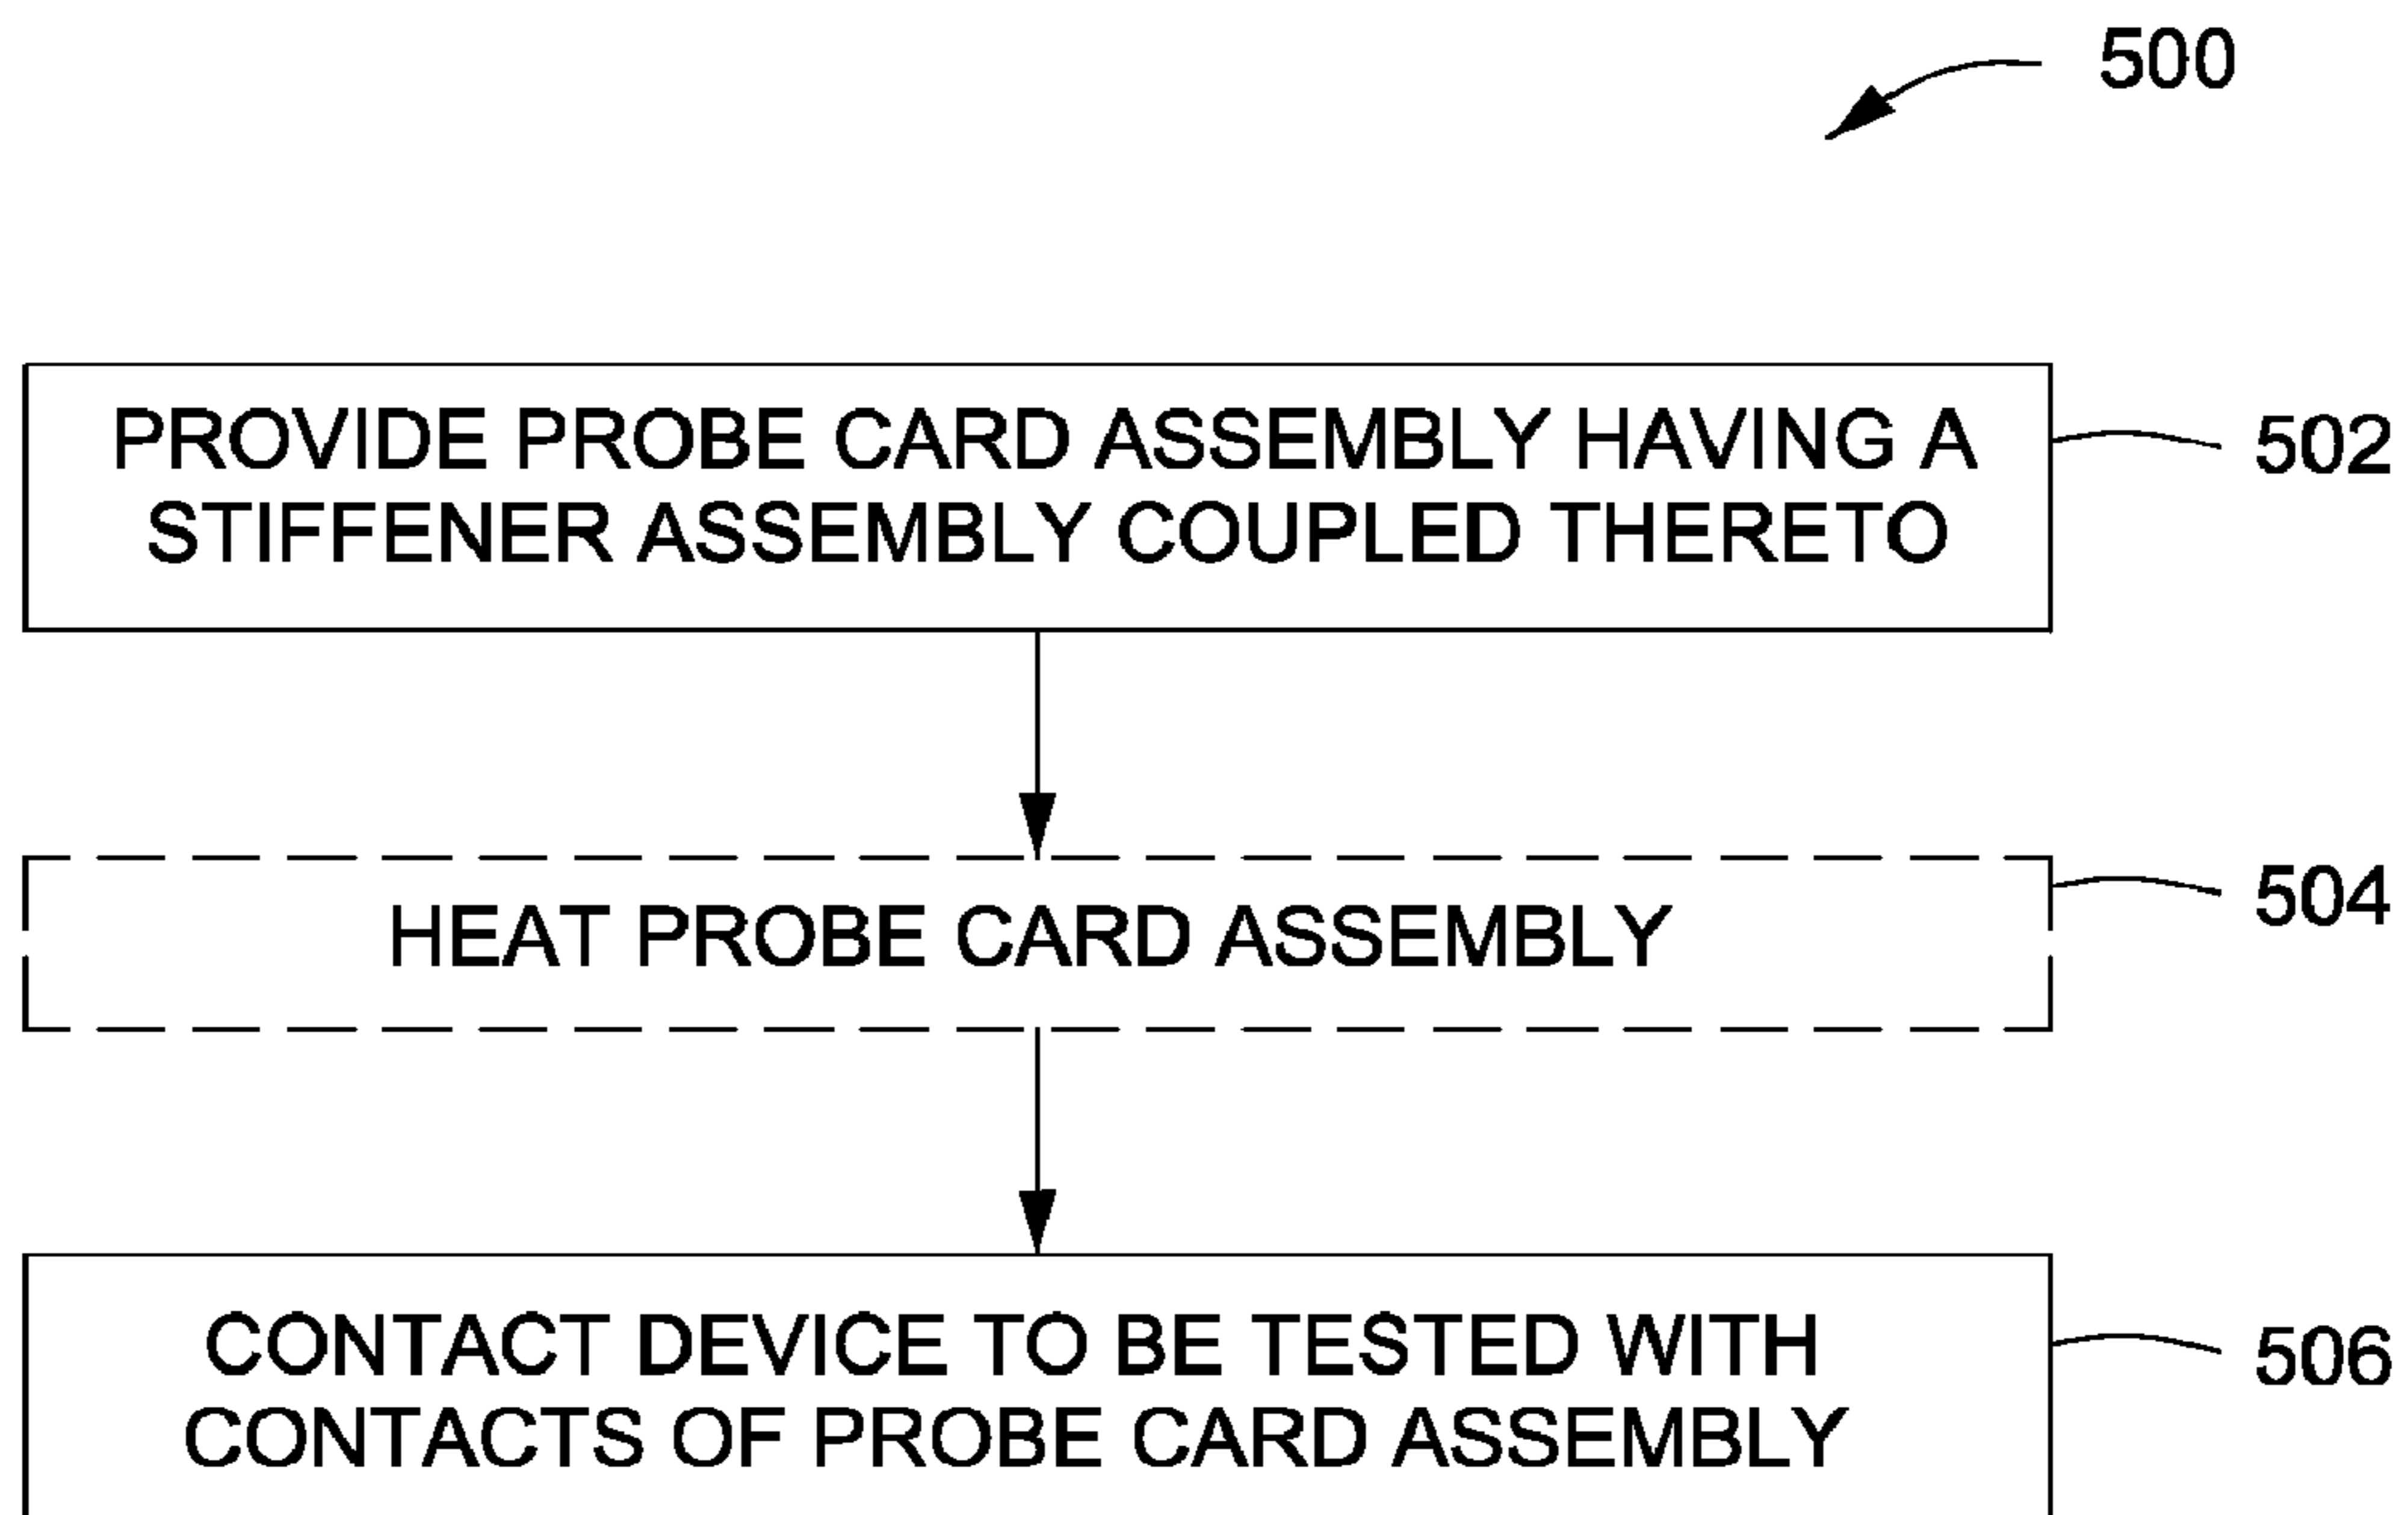 500
PROVIDE PROBE CARD ASSEMBLY HAVING A
STIFFENER ASSEMBLY COUPLED THERETO
502
HEAT PROBE CARD ASSEMBLY
504
CONTACT DEVICE TO BE TESTED WITH
CONTACTS OF PROBE CARD ASSEMBLY
506